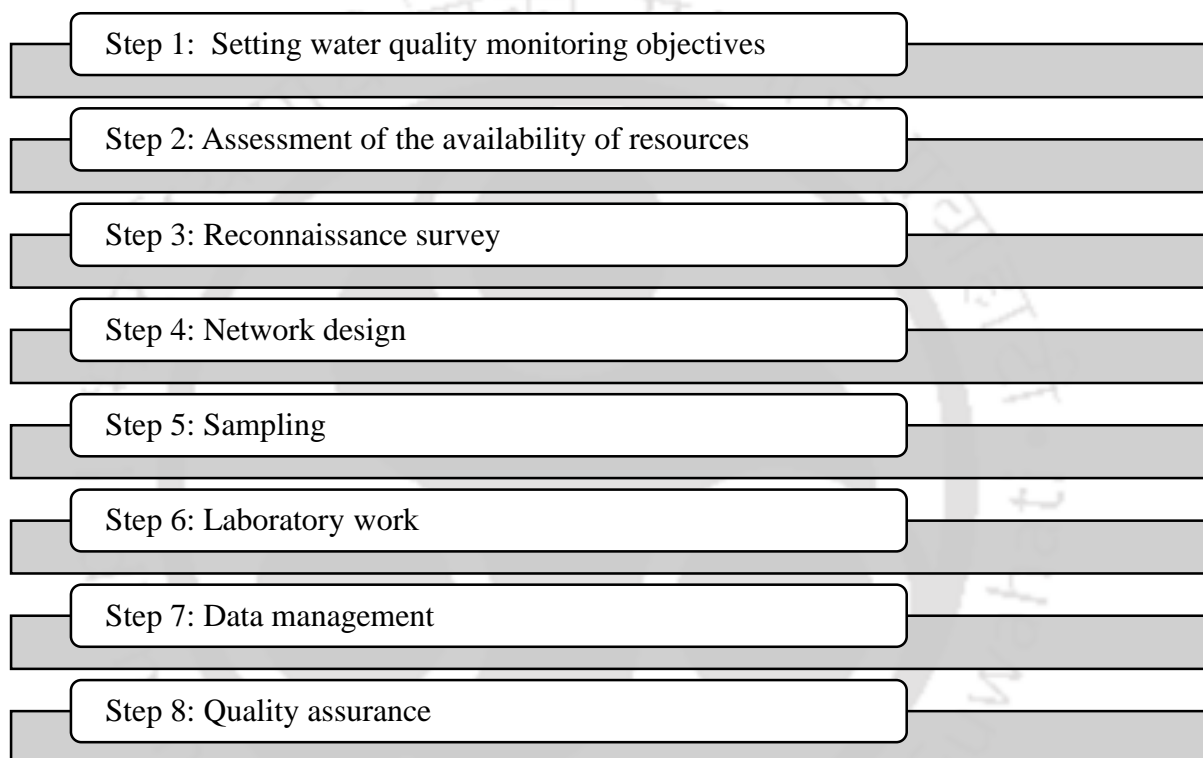 Step 1:  Setting water quality monitoring objectives
Step 2: Assessment of the availability of resources
Step 3: Reconnaissance survey
Step 4: Network design
Step 5: Sampling
Step 6: Laboratory work
Step 7: Data management
Step 8: Quality assurance